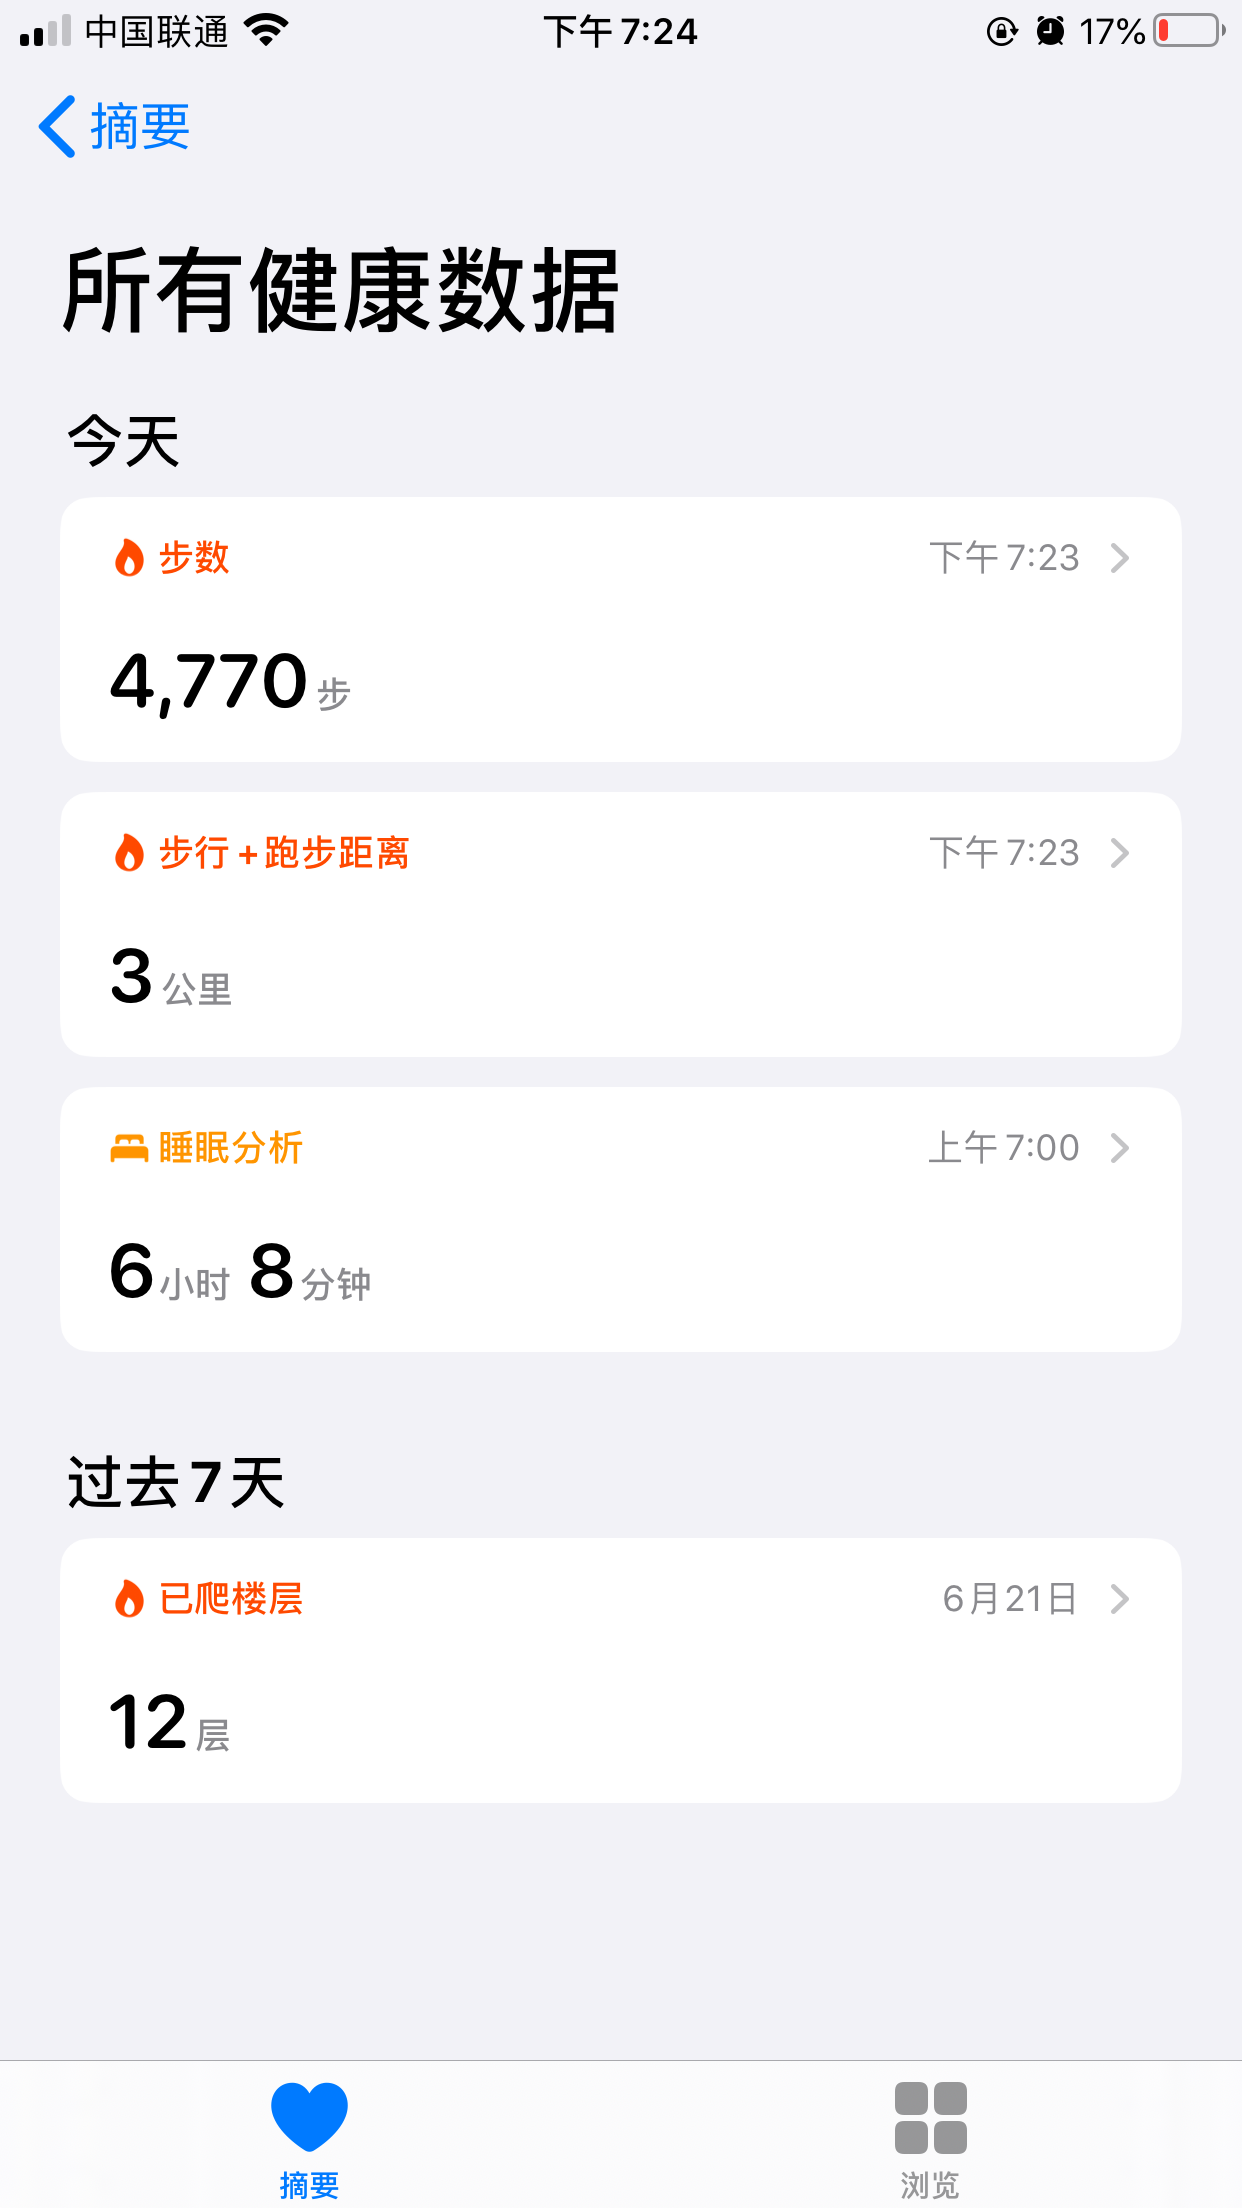 中国联通 下午 7:24 17%
摘要
所有健康数据
今天
步数 下午 7:23
4,770 步
步行 + 跑步距离 下午 7:23
3 公里
睡眠分析 上午 7:00
6 小时 8 分钟
过去 7 天
已爬楼层 6月21日
12 层
摘要 浏览